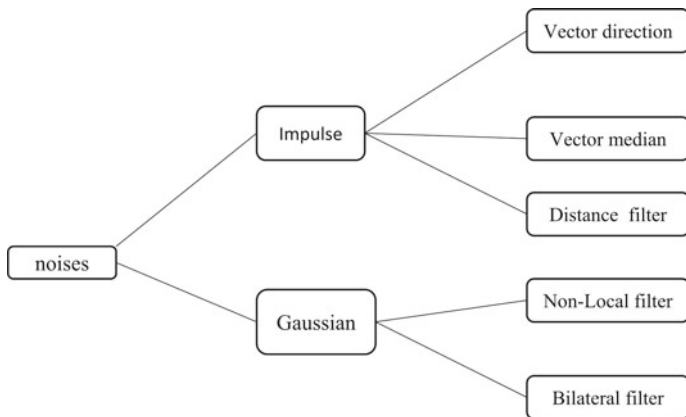 Vector direction
Impulse
Vector median
Distance filter
noises
Non-Local filter
Gaussian
Bilateral filter